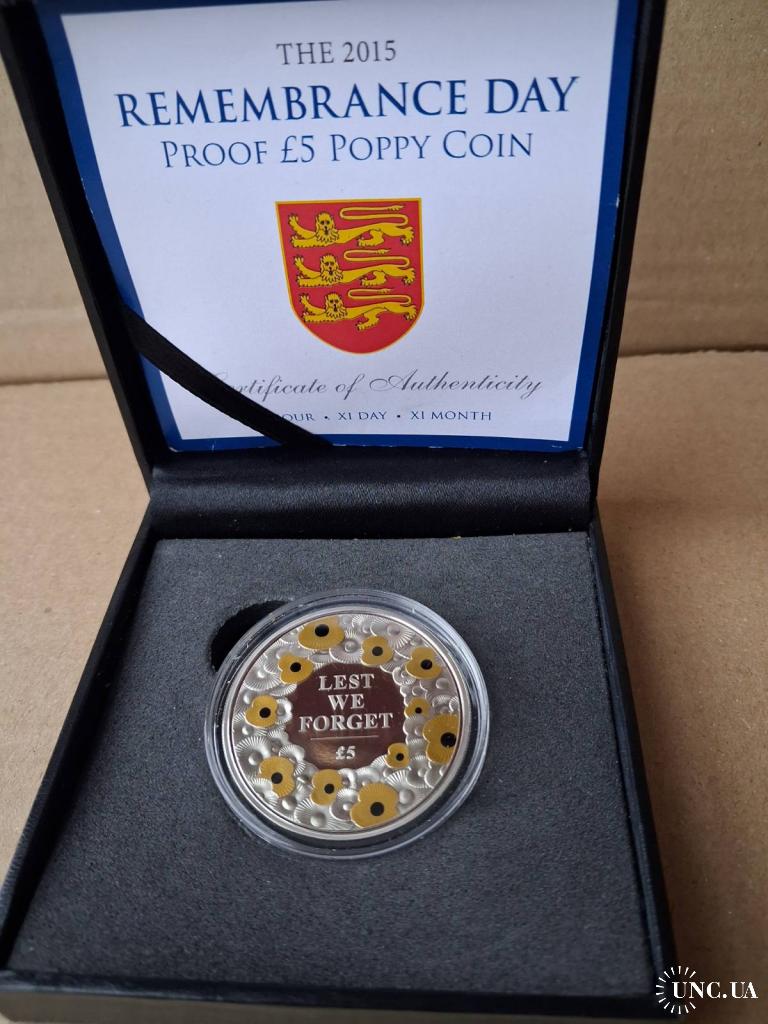 THE 2015
REMEMBRANCE DAY
PROOF £5 POPPY COIN
Certificate of Authenticity
XI DAY • XI MONTH
LEST
WE
FORGET
£5
UNC.UA